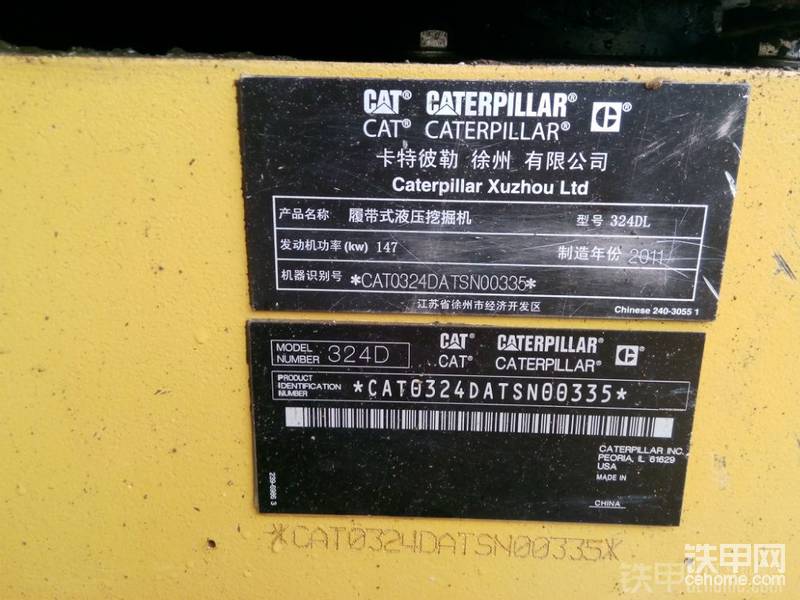 CAT® CATERPILLAR®
CAT® CATERPILLAR®
卡特彼勒 徐州 有限公司
Caterpillar Xuzhou Ltd
产品名称 履带式液压挖掘机 型号 324DL
发动机功率(kw) 147 制造年份 2011
机器识别号 *CAT0324DATSN00335*
江苏省徐州市经济开发区 Chinese 240-3055 1
MODEL NUMBER 324D
CAT® CATERPILLAR®
CAT® CATERPILLAR®
PRODUCT IDENTIFICATION NUMBER *CAT0324DATSN00335*
CATERPILLAR INC.
PEORIA, IL 61629
USA
MADE IN
CHINA
239-6986 3
*CAT0324DATSN00335*
铁甲网
cehome.com